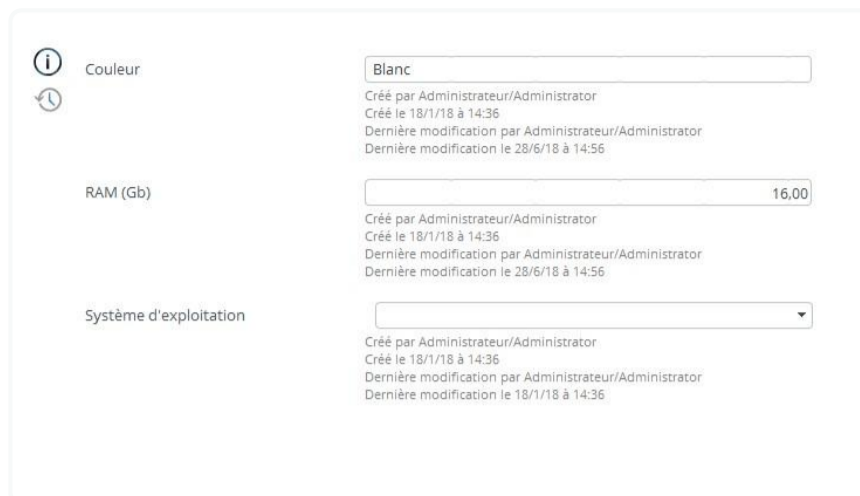 Couleur
Blanc
Créé par Administrateur/Administrator
Créé le 18/1/18 à 14:36
Dernière modification par Administrateur/Administrator
Dernière modification le 28/6/18 à 14:56
RAM (Gb)
16,00
Créé par Administrateur/Administrator
Créé le 18/1/18 à 14:36
Dernière modification par Administrateur/Administrator
Dernière modification le 28/6/18 à 14:56
Système d'exploitation
Créé par Administrateur/Administrator
Créé le 18/1/18 à 14:36
Dernière modification par Administrateur/Administrator
Dernière modification le 18/1/18 à 14:36